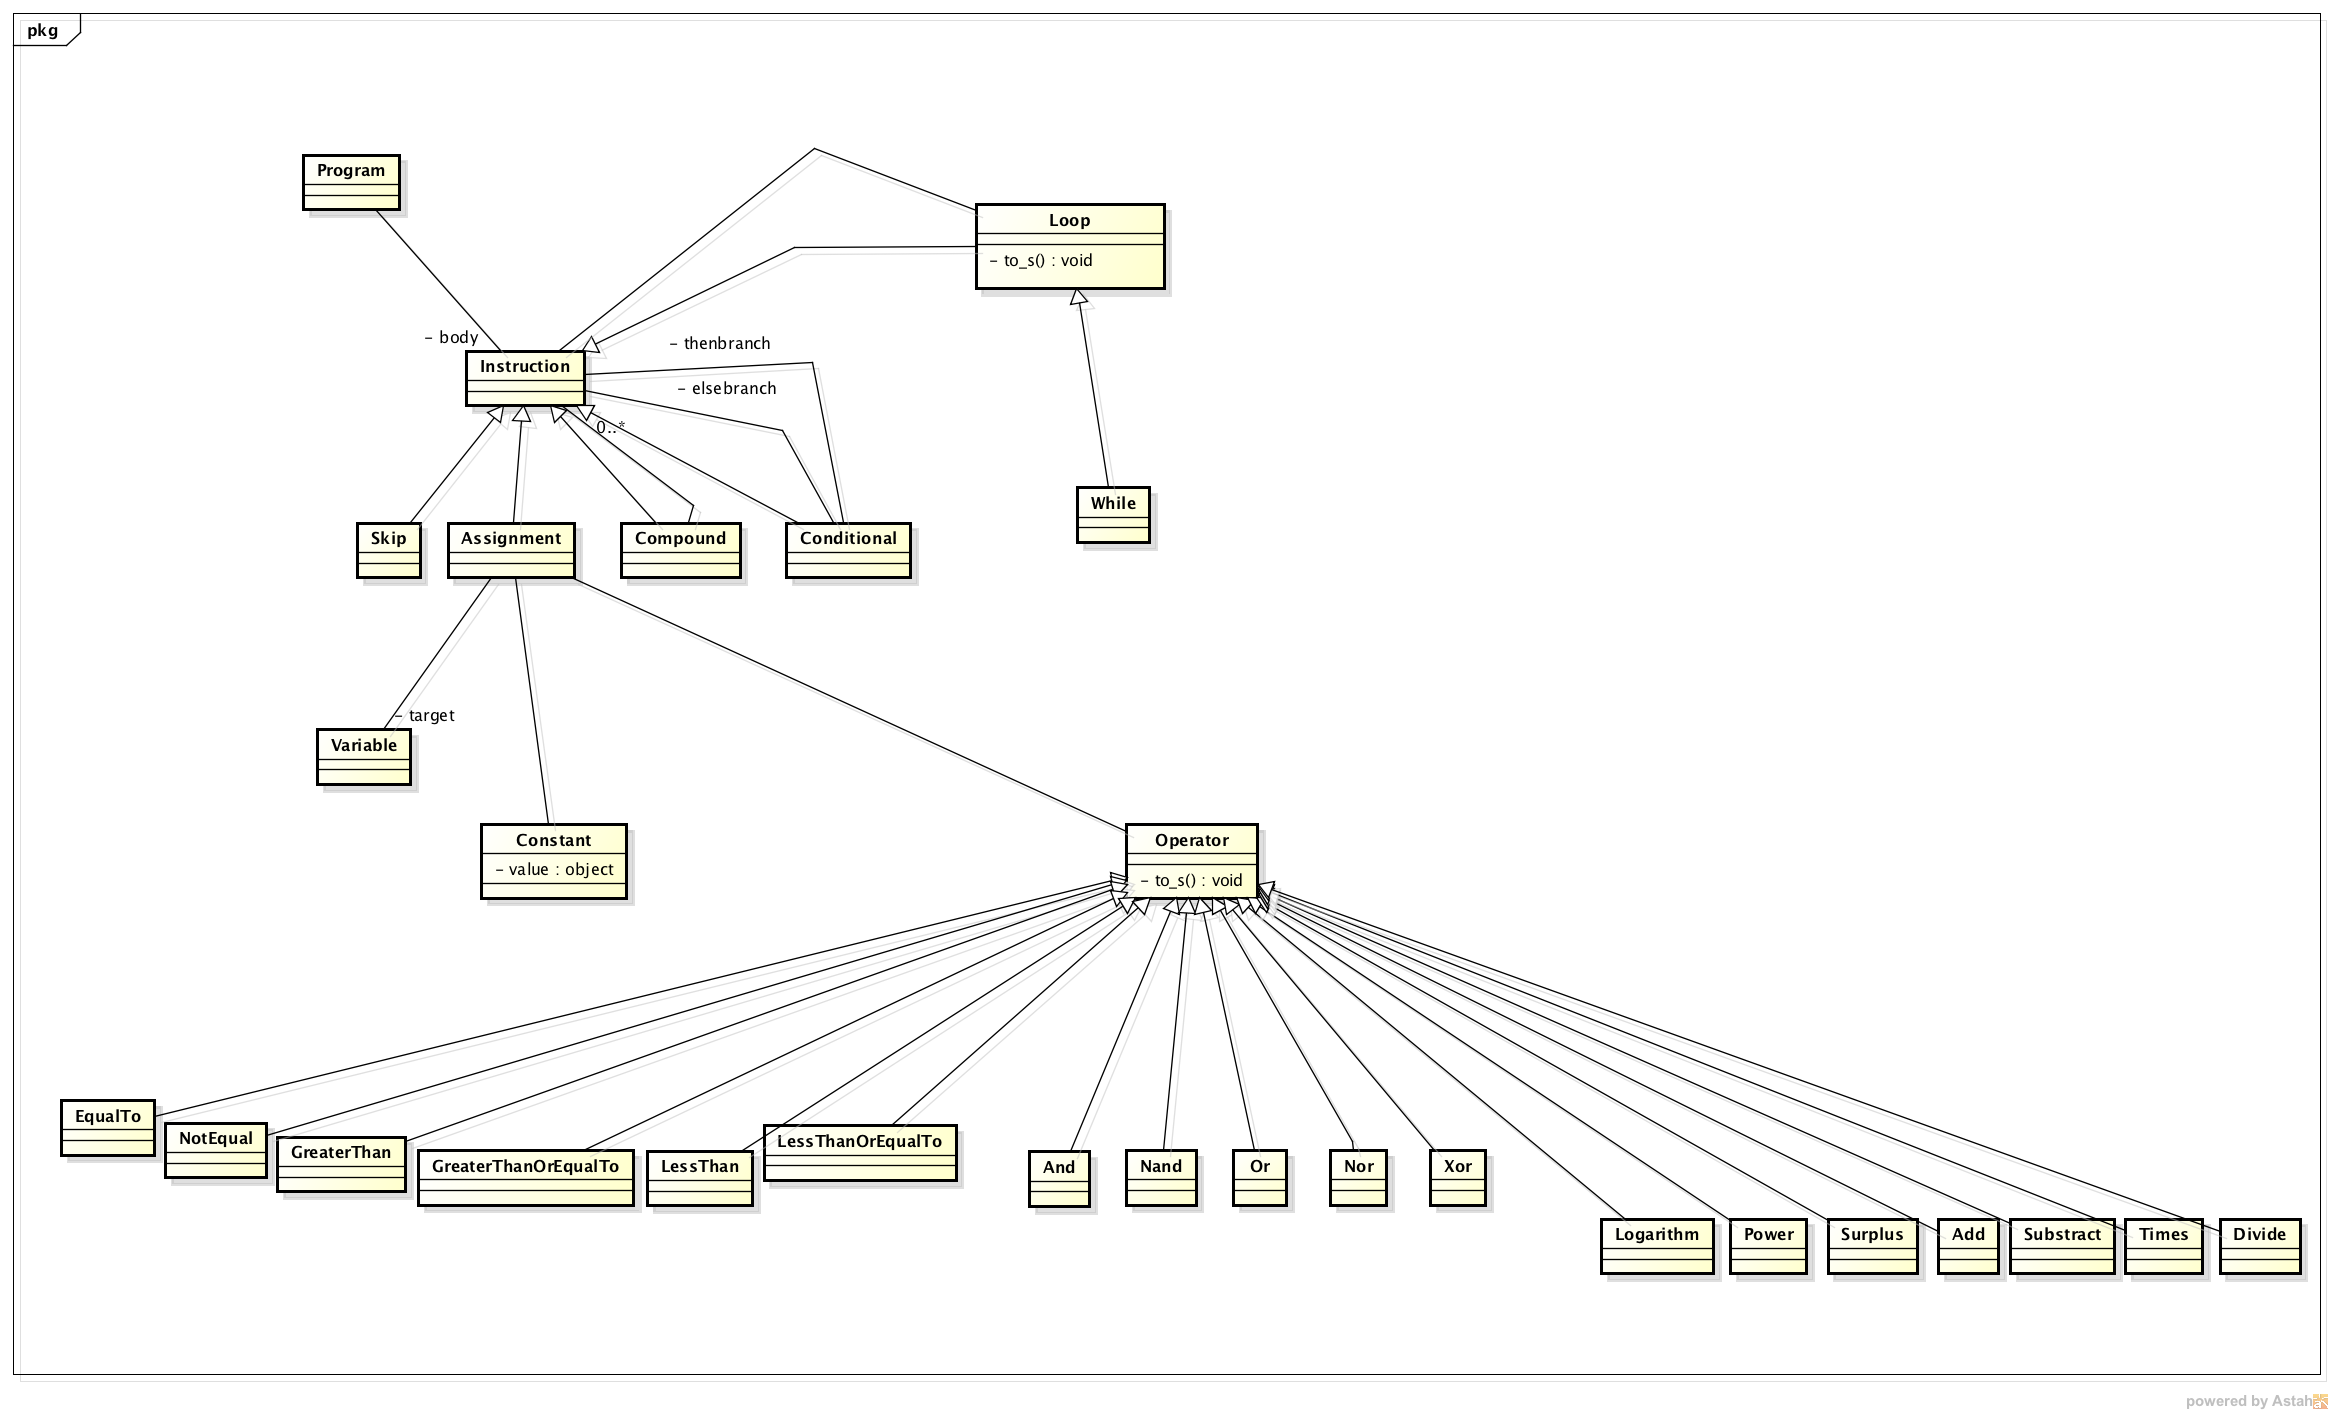 pkg
Program
Loop
– to_s() : void
– body
– thenbranch
Instruction
– elsebranch
0..*
While
Skip
Assignment
Compound
Conditional
– target
Variable
Constant
– value : object
Operator
– to_s() : void
EqualTo
NotEqual
GreaterThan
GreaterThanOrEqualTo
LessThan
LessThanOrEqualTo
And
Nand
Or
Nor
Xor
Logarithm
Power
Surplus
Add
Substract
Times
Divide
powered by Astah